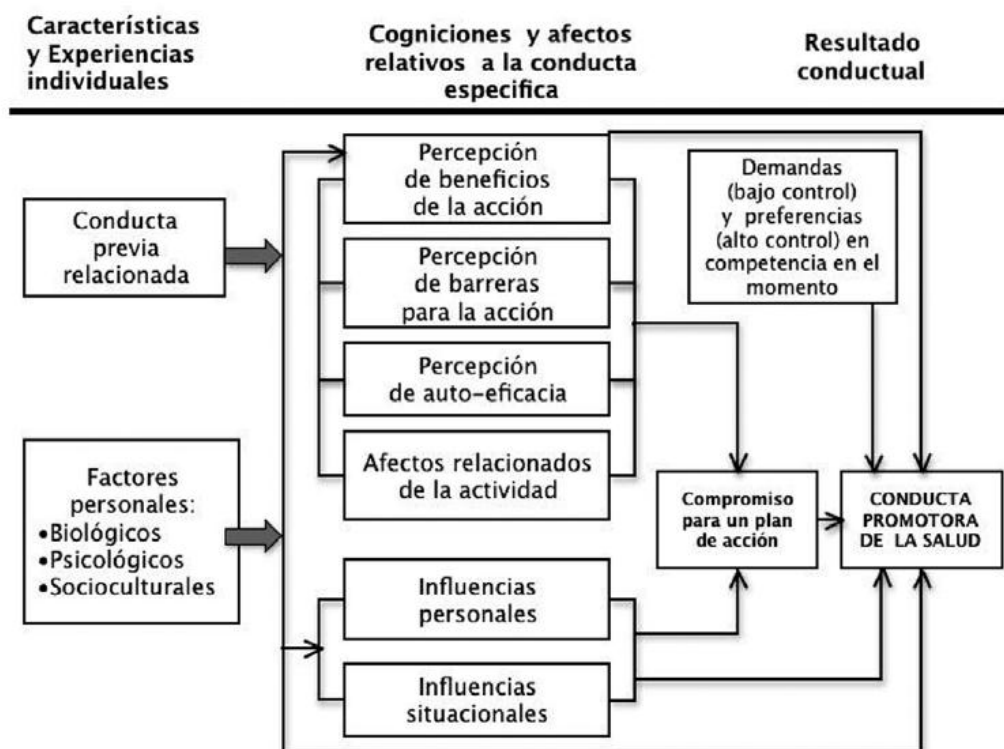 Características
y Experiencias
individuales
Cogniciones y afectos
relativos a la conducta
especifica
Resultado
conductual
Conducta
previa
relacionada
Factores
personales:
•Biológicos
•Psicológicos
•Socioculturales
Percepción
de beneficios
de la acción
Percepción
de barreras
para la acción
Percepción
de auto-eficacia
Afectos relacionados
de la actividad
Influencias
personales
Influencias
situacionales
Demandas
(bajo control)
y preferencias
(alto control) en
competencia en el
momento
Compromiso
para un plan
de acción
CONDUCTA
PROMOTORA
DE LA SALUD